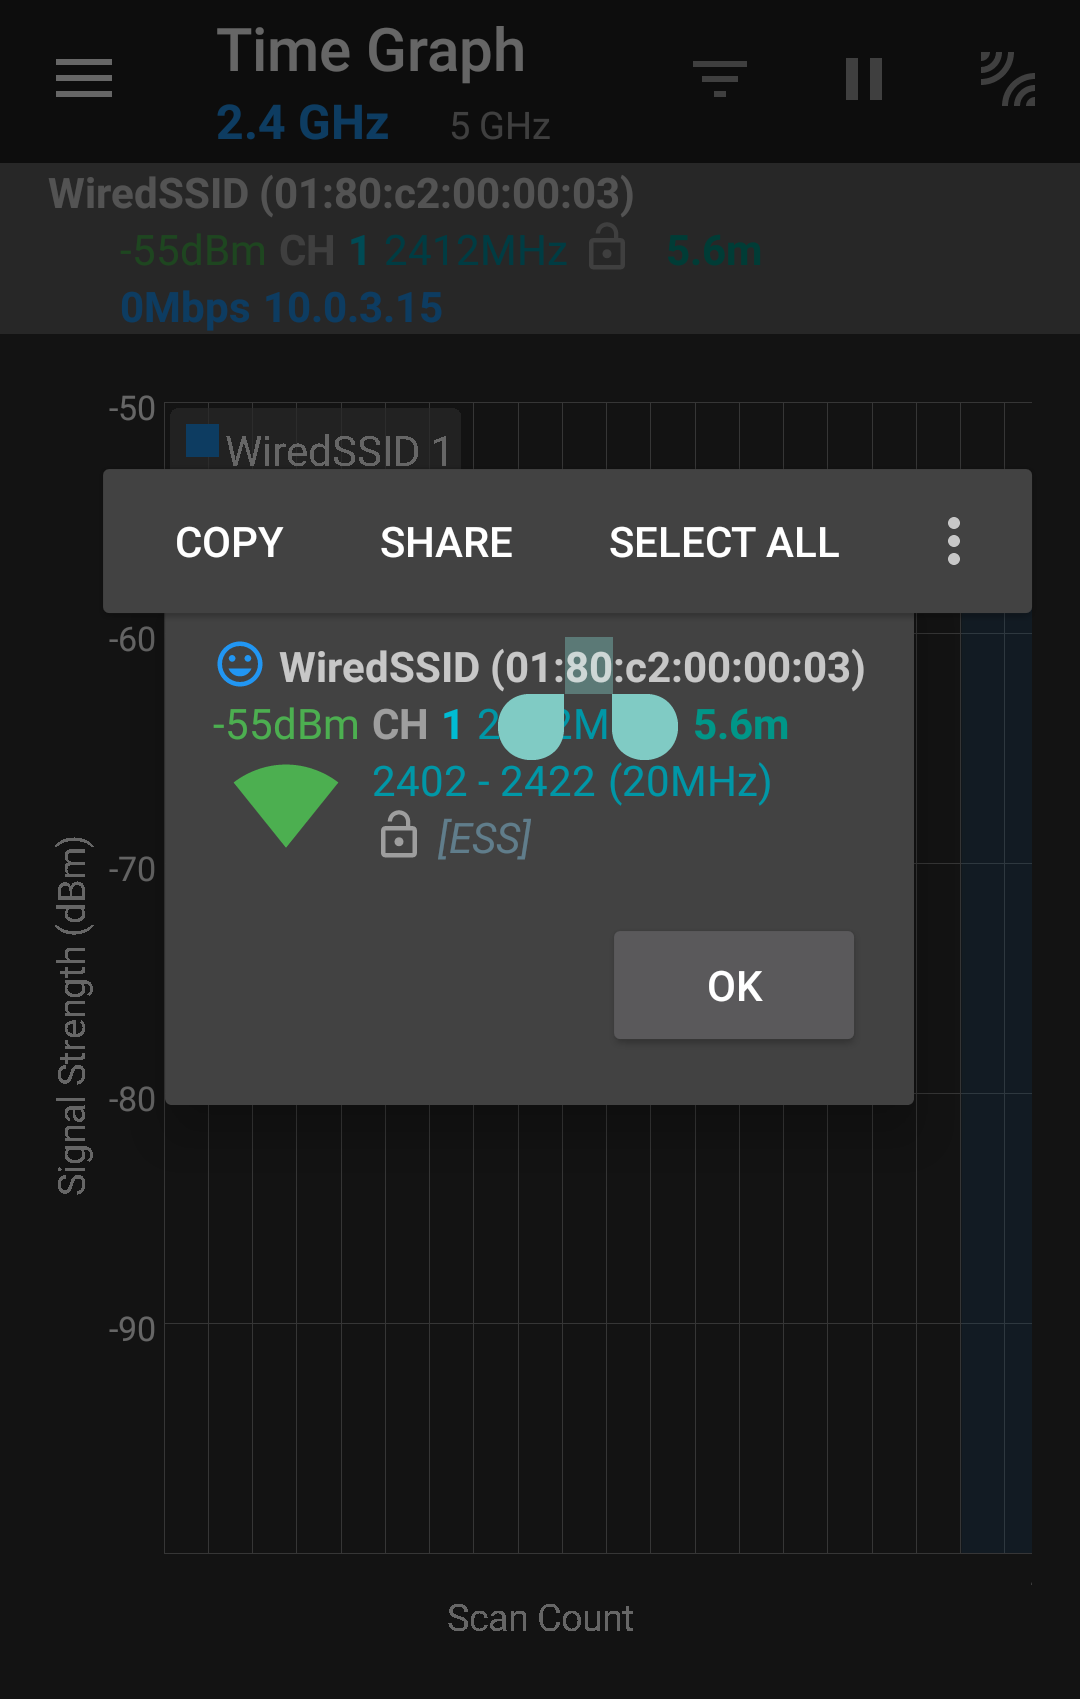 Time Graph
2.4 GHz 5 GHz
WiredSSID (01:80:c2:00:00:03)
-55dBm CH 1 2412MHz 5.6m
0Mbps 10.0.3.15
-50
WiredSSID 1
COPY SHARE SELECT ALL
-60
WiredSSID (01:80:c2:00:00:03)
-55dBm CH 1 5.6m
2402 - 2422 (20MHz)
[ESS]
-70
OK
-80
-90
Signal Strength (dBm)
Scan Count